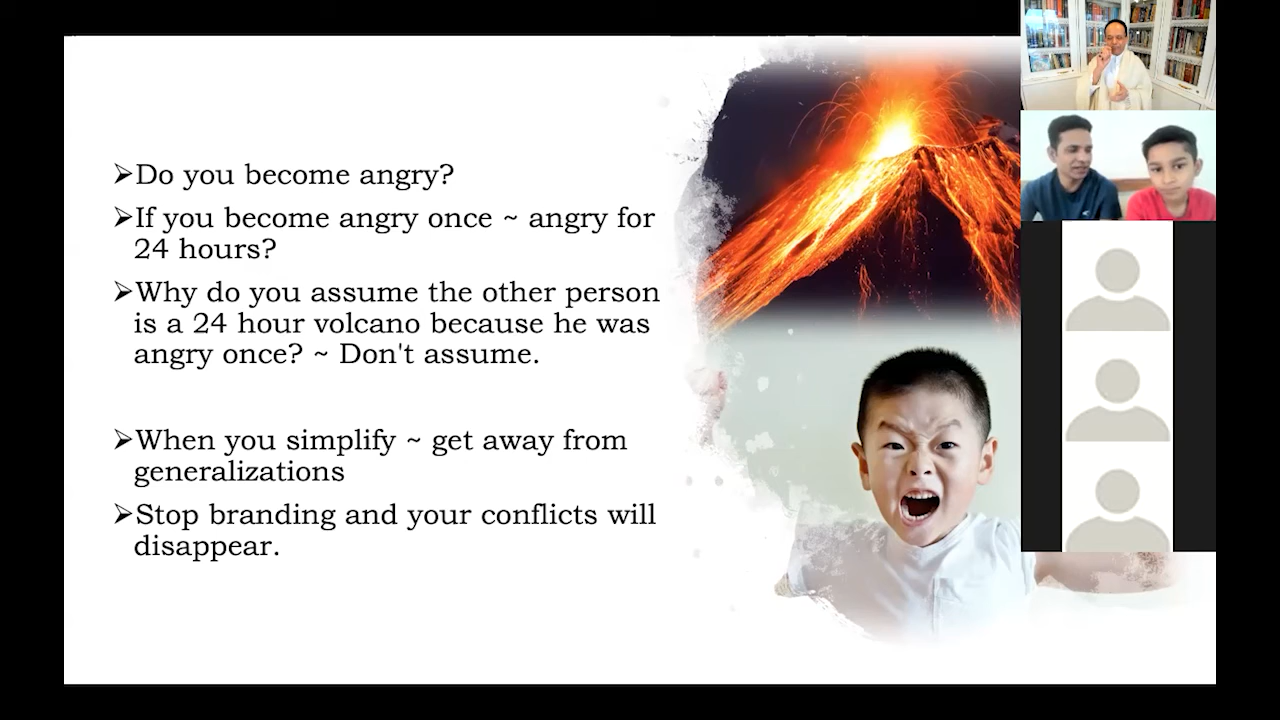 ➢Do you become angry?
➢If you become angry once ~ angry for
24 hours?
➢Why do you assume the other person
is a 24 hour volcano because he was
angry once? ~ Don't assume.
➢When you simplify ~ get away from
generalizations
➢Stop branding and your conflicts will
disappear.